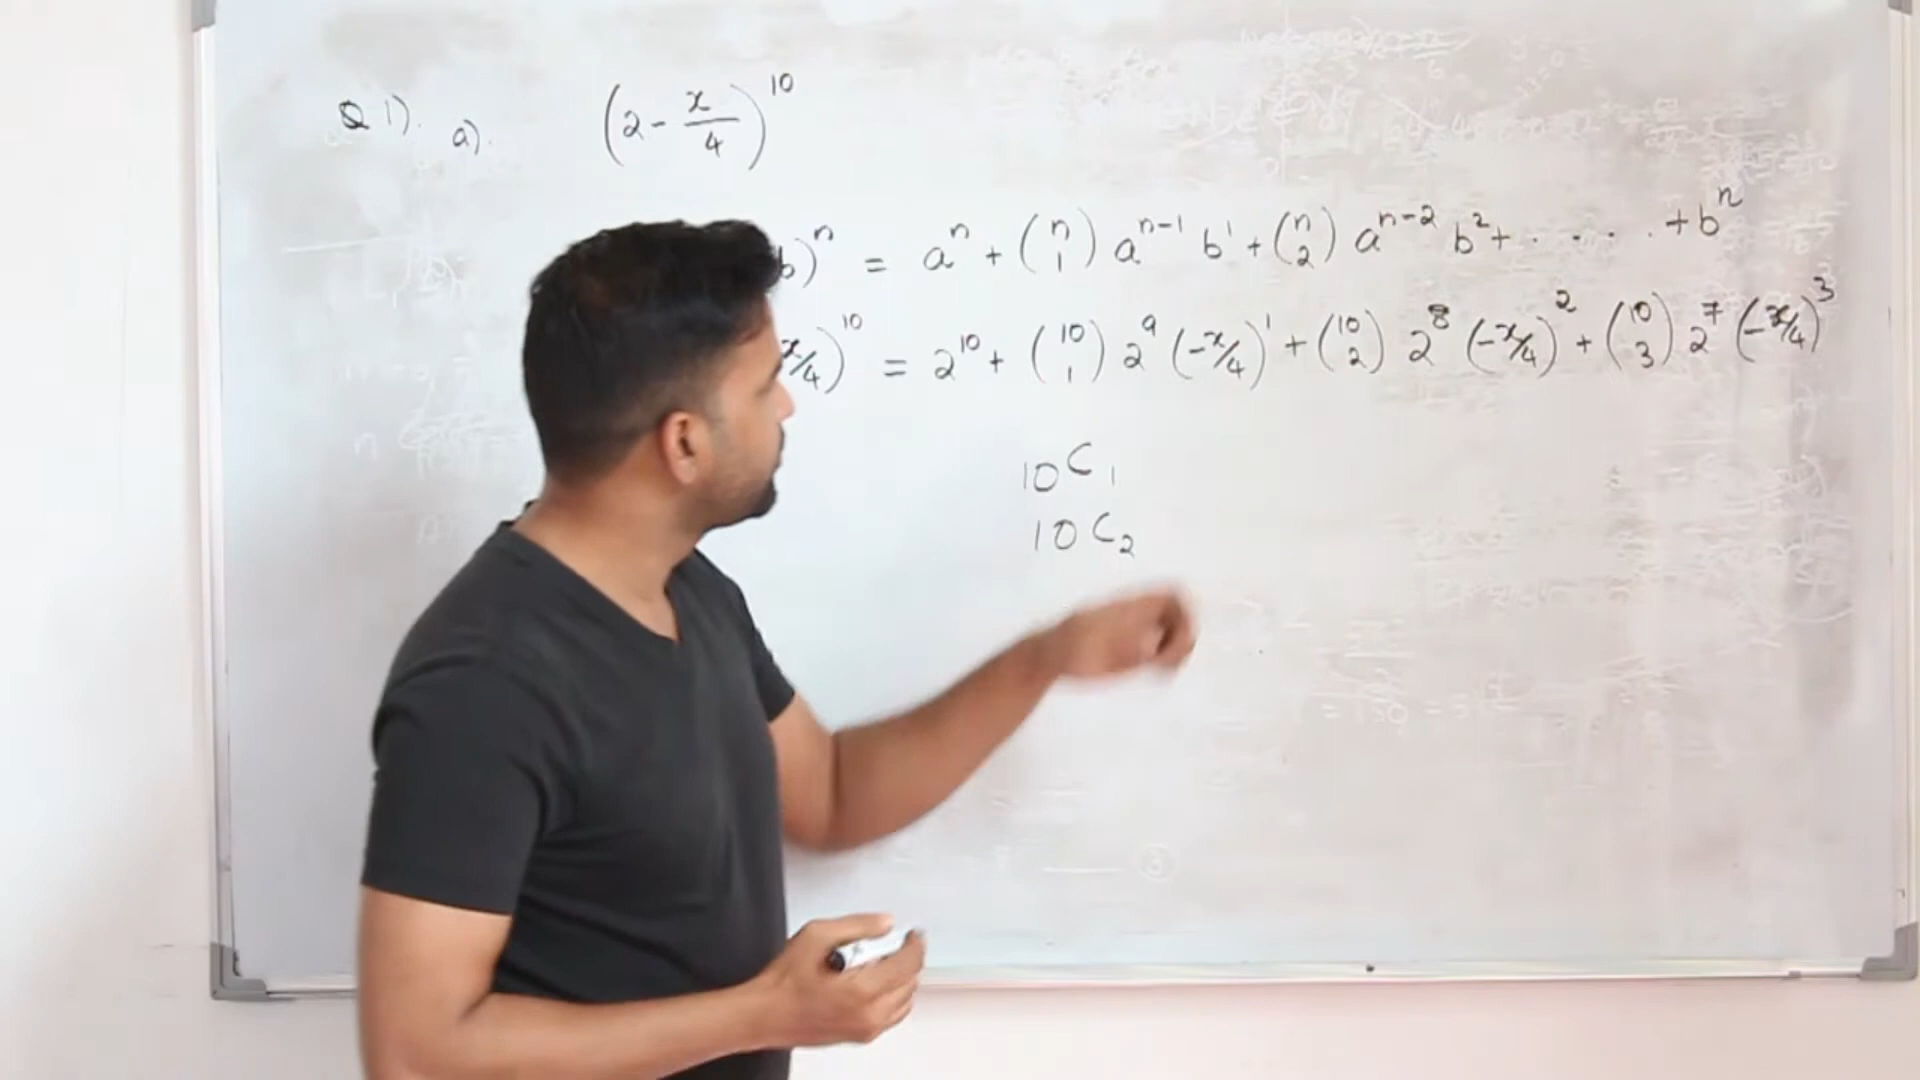 Q1). a). (2 - x/4)^10
b)^n = a^n + (n 1) a^(n-1) b^1 + (n 2) a^(n-2) b^2 + . . . . + b^n
x/4)^10 = 2^10 + (10 1) 2^9 (-x/4)^1 + (10 2) 2^8 (-x/4)^2 + (10 3) 2^7 (-x/4)^3
10C1
10C2